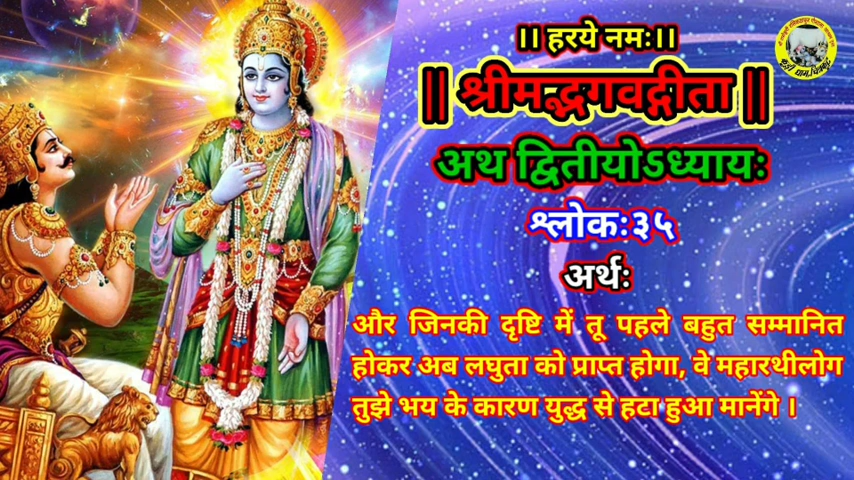 ।। हरये नमः।।
|| श्रीमद्भगवद्गीता ||
अथ द्वितीयोऽध्यायः
श्लोकः३५
अर्थः
और जिनकी दृष्टि में तू पहले बहुत सम्मानित
होकर अब लघुता को प्राप्त होगा, वे महारथीलोग
तुझे भय के कारण युद्ध से हटा हुआ मानेंगे ।